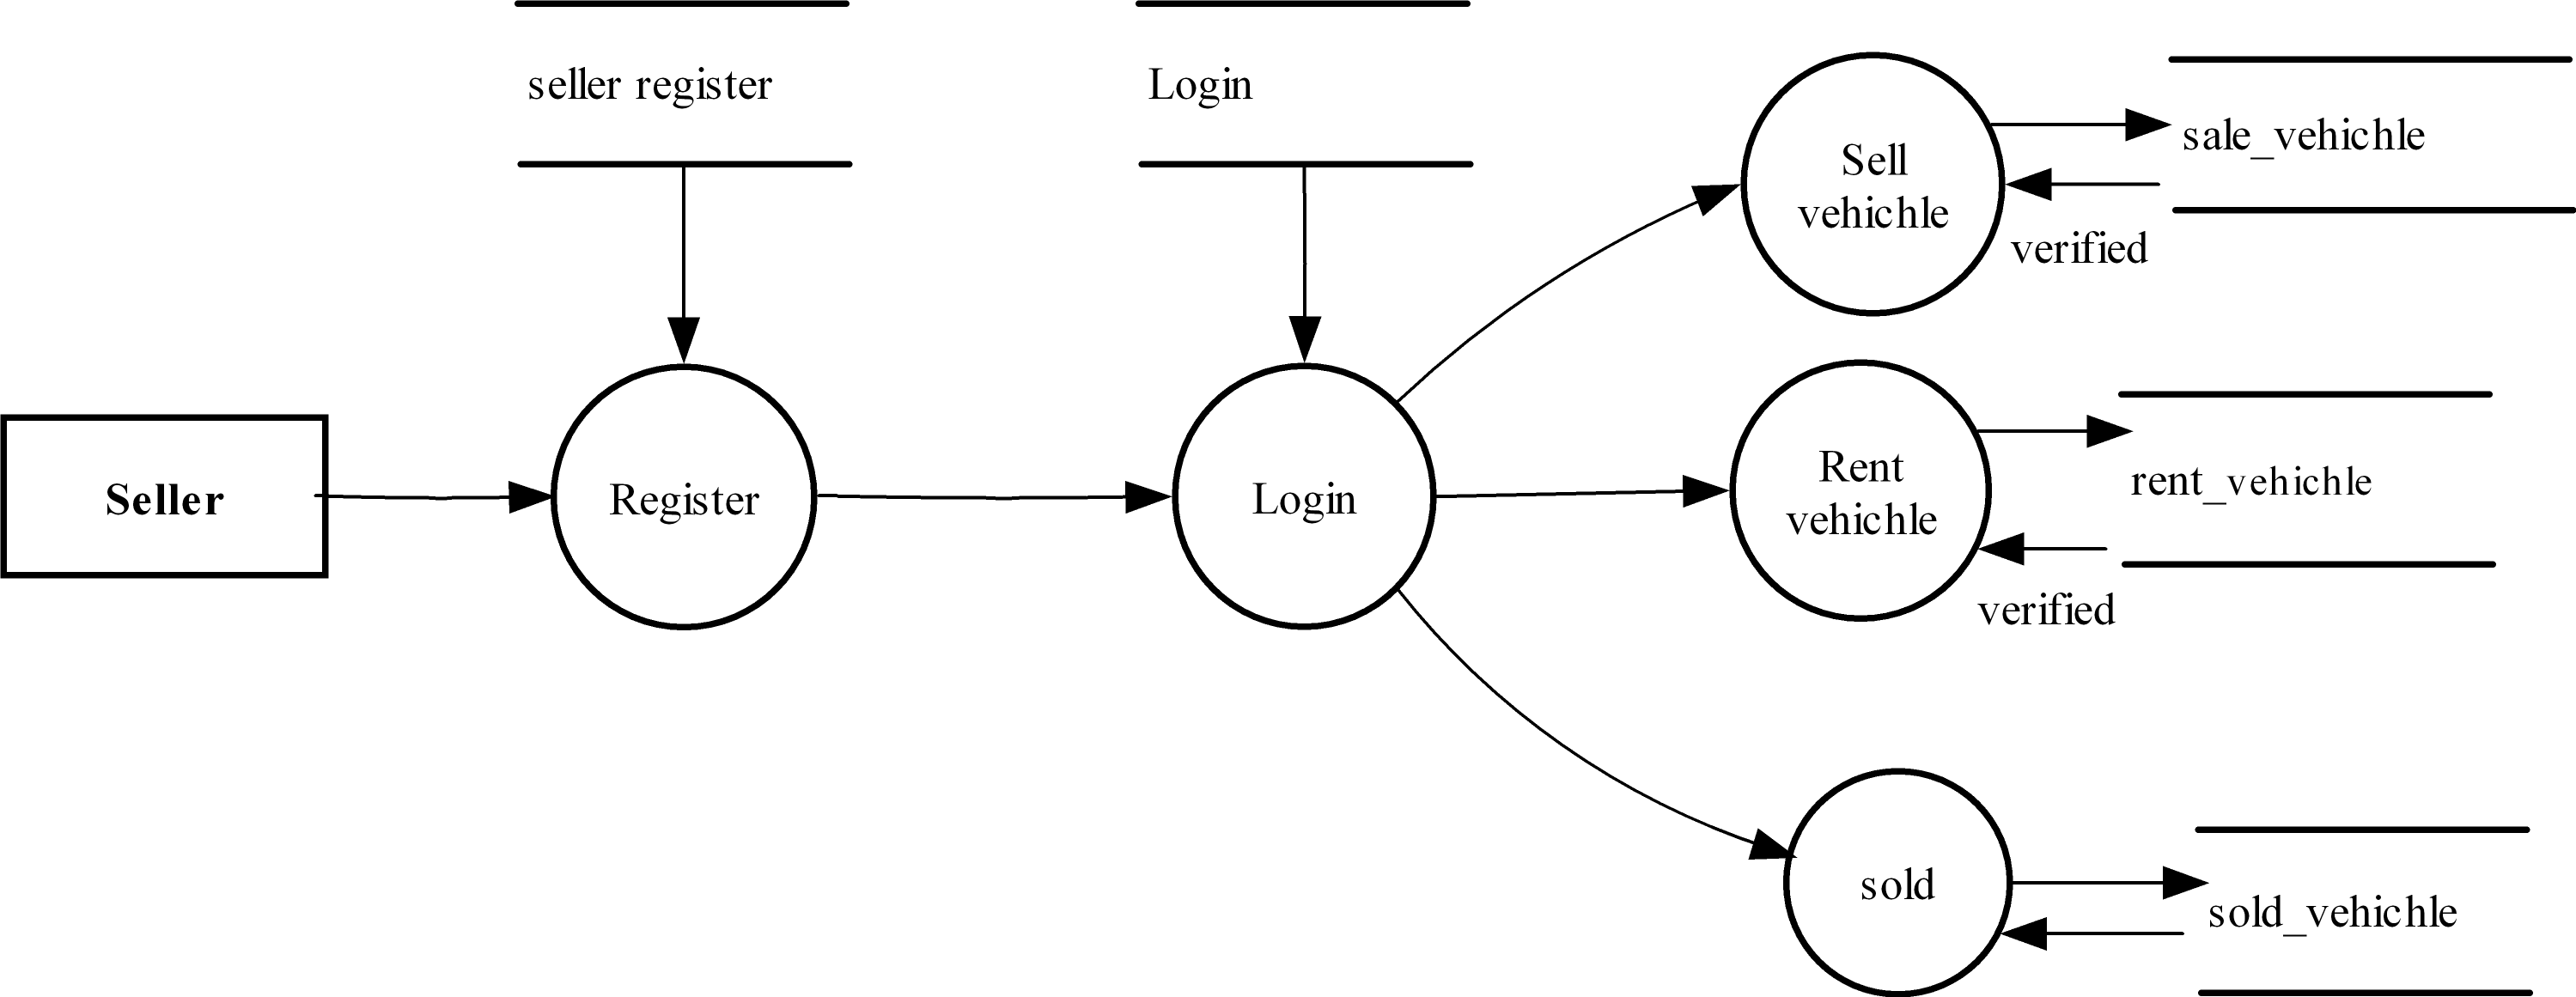 seller register
Login
Sell
vehichle
sale_vehichle
verified
Seller
Register
Login
Rent
vehichle
rent_vehichle
verified
sold
sold_vehichle